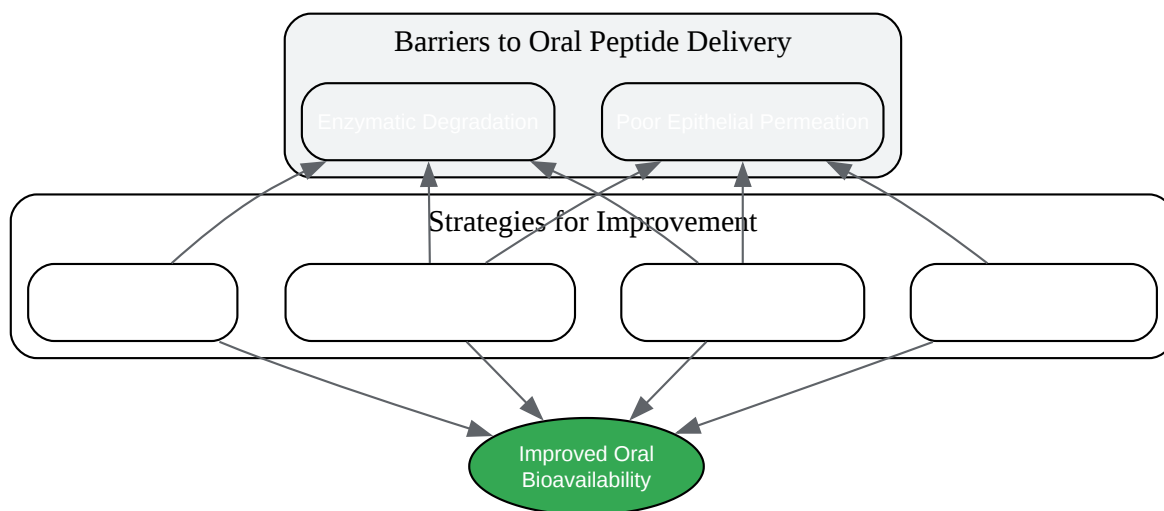 Barriers to Oral Peptide Delivery
Enzymatic Degradation
Poor Epithelial Permeation
Strategies for Improvement
Improved Oral
Bioavailability